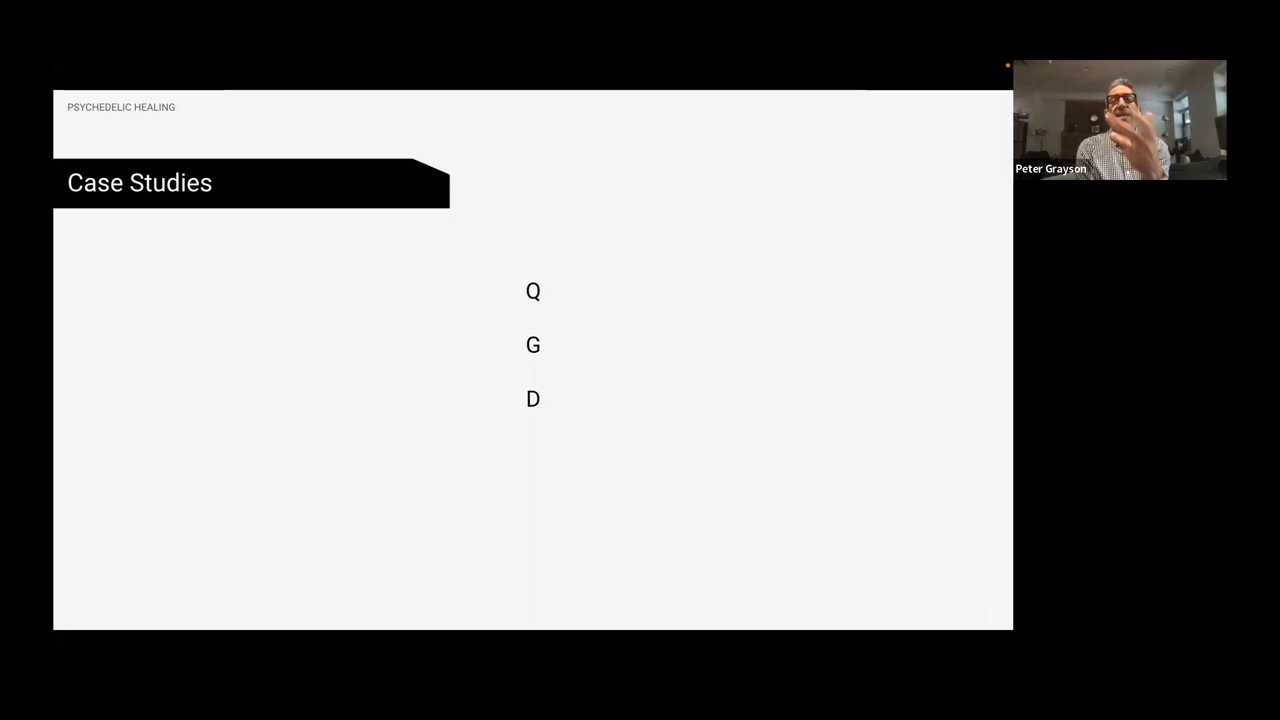 PSYCHEDELIC HEALING
Case Studies
Q
G
D
Peter Grayson